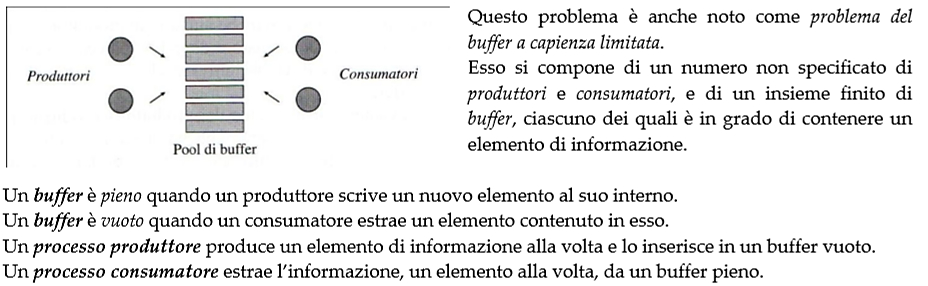 Produttori
Consumatori
Pool di buffer
Questo problema è anche noto come problema del
buffer a capienza limitata.
Esso si compone di un numero non specificato di
produttori e consumatori, e di un insieme finito di
buffer, ciascuno dei quali è in grado di contenere un
elemento di informazione.
Un buffer è pieno quando un produttore scrive un nuovo elemento al suo interno.
Un buffer è vuoto quando un consumatore estrae un elemento contenuto in esso.
Un processo produttore produce un elemento di informazione alla volta e lo inserisce in un buffer vuoto.
Un processo consumatore estrae l'informazione, un elemento alla volta, da un buffer pieno.